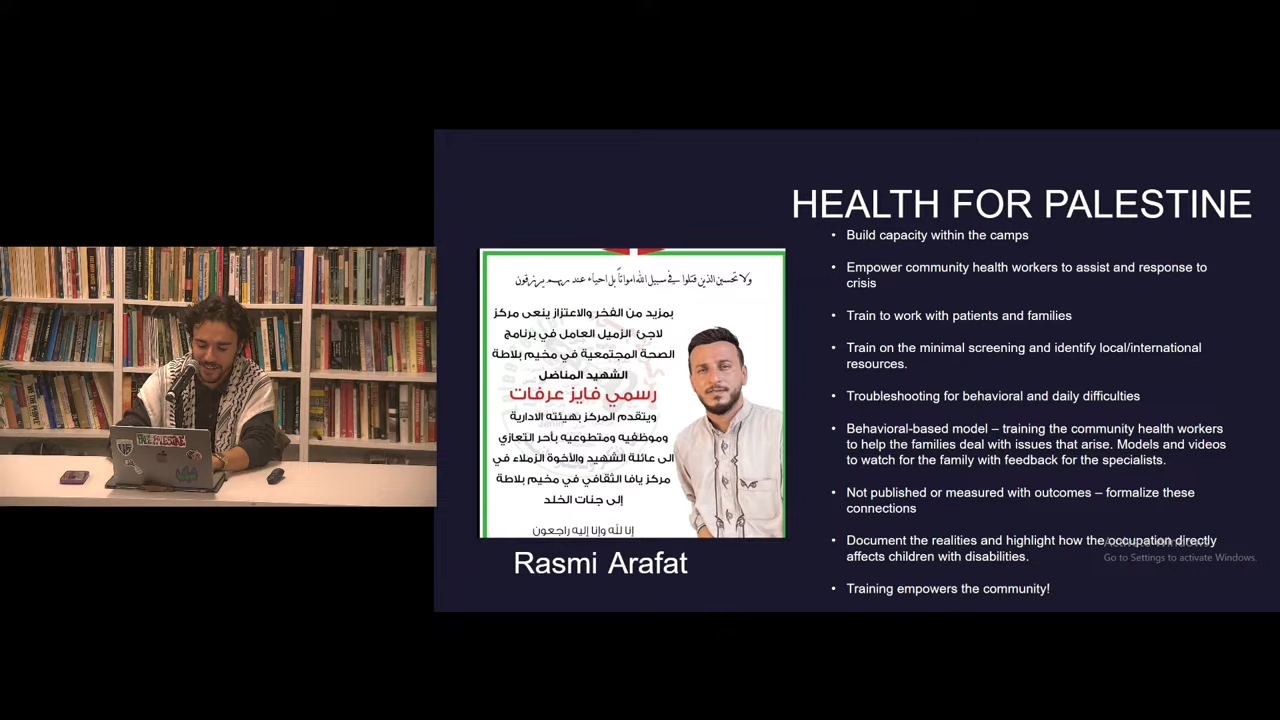 HEALTH FOR PALESTINE
• Build capacity within the camps
• Empower community health workers to assist and response to
crisis
• Train to work with patients and families
• Train on the minimal screening and identify local/international
resources.
• Troubleshooting for behavioral and daily difficulties
• Behavioral-based model – training the community health workers
to help the families deal with issues that arise. Models and videos
to watch for the family with feedback for the specialists.
• Not published or measured with outcomes – formalize these
connections
• Document the realities and highlight how the occupation directly
affects children with disabilities.
• Training empowers the community!
ولا تحسبن الذين قتلوا في سبيل الله امواتاً بل احياء عند ربهم يرزقون
بمزيد من الفخر والاعتزاز ينعى مركز
لاجئ الزميل العامل في برنامج
الصحة المجتمعية في مخيم بلاطة
الشهيد المناضل
رسمي فايز عرفات
ويتقدم المركز بهيئته الادارية
وموظفيه ومتطوعيه بأحر التعازي
الى عائلة الشهيد والأخوة الزملاء في
مركز يافا الثقافي في مخيم بلاطة
إلى جنات الخلد
إنا لله وإنا إليه راجعون
Rasmi Arafat
Go to Settings to activate Windows.